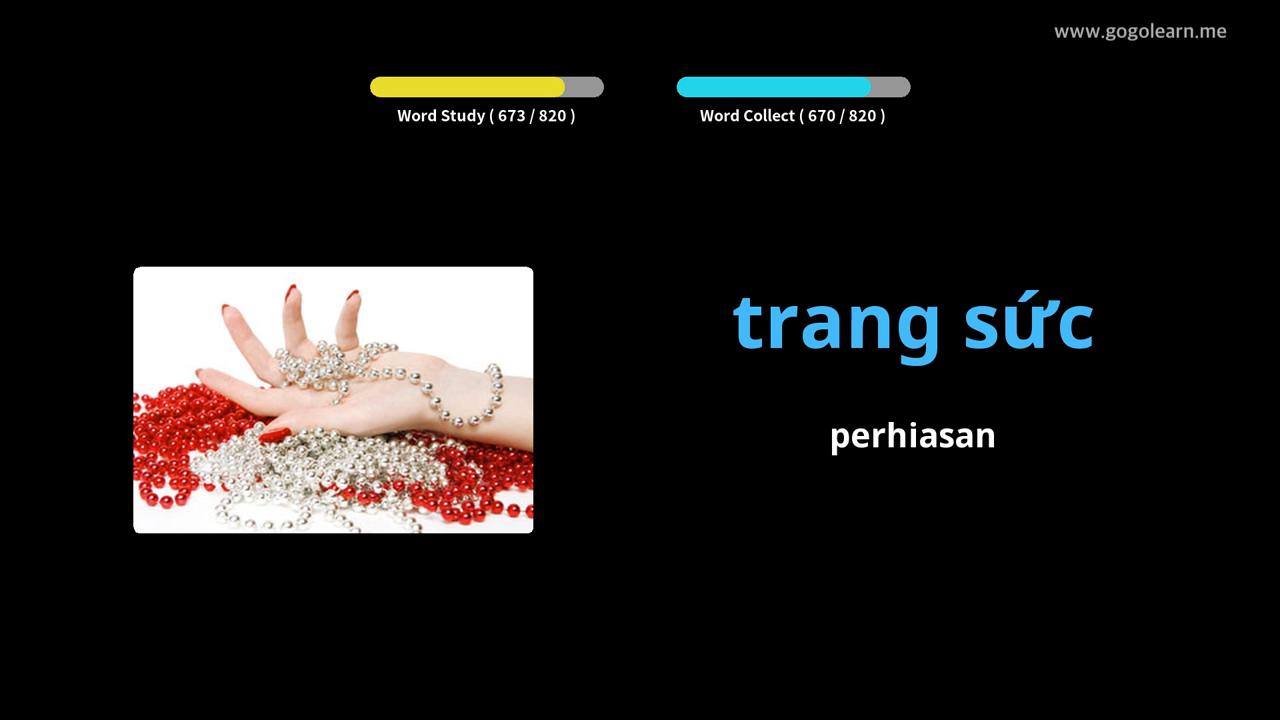 www.gogolearn.me
Word Study ( 673 / 820 )
Word Collect ( 670 / 820 )
trang sức
perhiasan